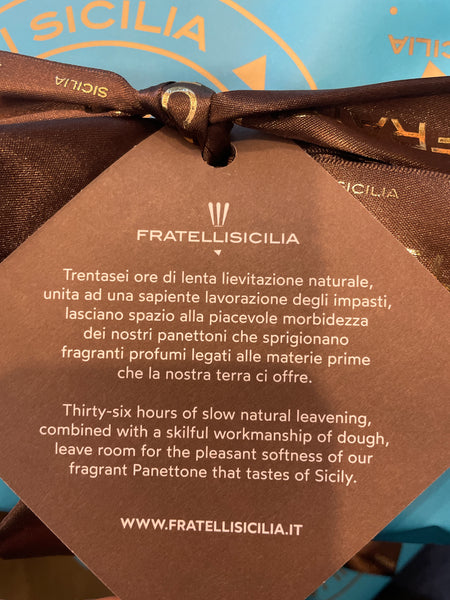 I SICILIA
SICILIA
SICILIA
SICILIA
FRATELLISICILIA
Trentasei ore di lenta lievitazione naturale,
unita ad una sapiente lavorazione degli impasti,
lasciano spazio alla piacevole morbidezza
dei nostri panettoni che sprigionano
fragranti profumi legati alle materie prime
che la nostra terra ci offre.
Thirty-six hours of slow natural leavening,
combined with a skilful workmanship of dough,
leave room for the pleasant softness of our
fragrant Panettone that tastes of Sicily.
WWW.FRATELLISICILIA.IT